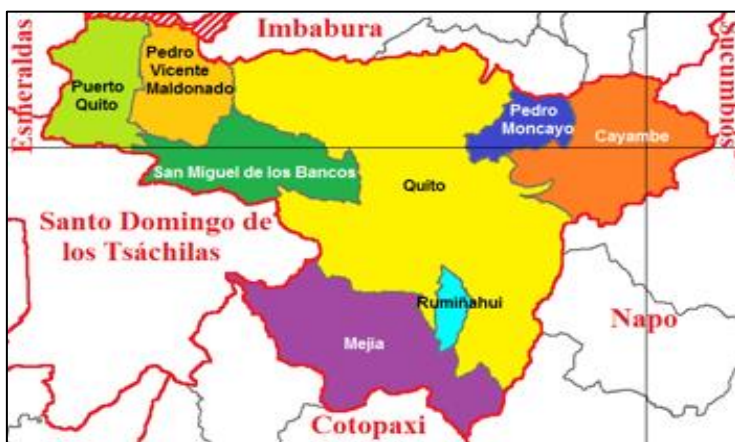 Imbabura
Esmeraldas
Sucumbíos
Pedro
Vicente
Maldonado
Puerto
Quito
Pedro
Moncayo
Cayambe
San Miguel de los Bancos
Quito
Santo Domingo de
los Tsáchilas
Rumiñahui
Napo
Mejia
Cotopaxi